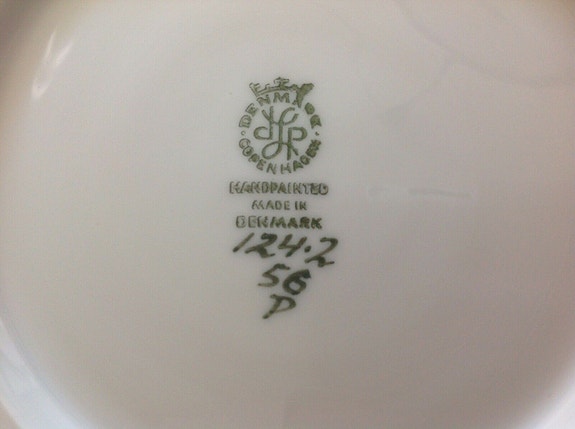 DENMARK
COPENHAGEN
HANDPAINTED
MADE IN
DENMARK
124.2
56
D